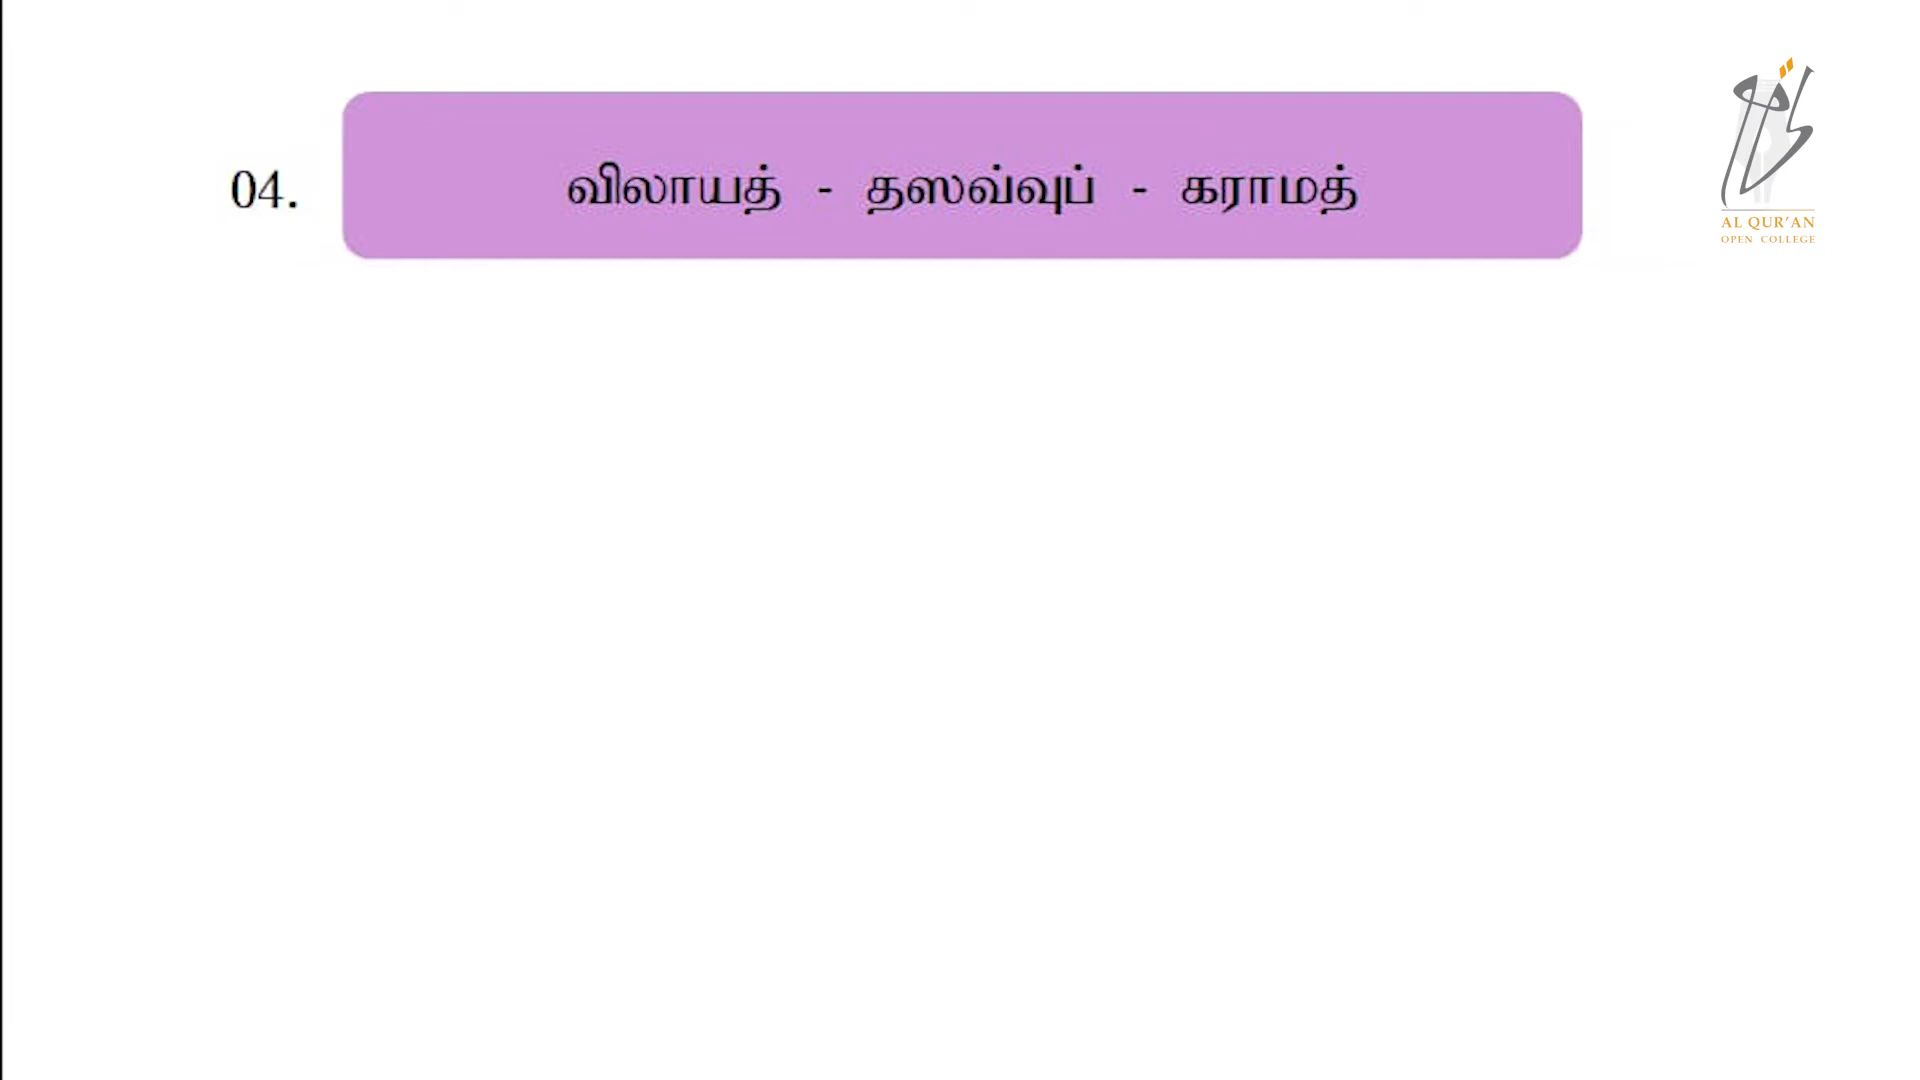 04. விலாயத் - தஸவ்வுப் - கராமத்
AL QUR'AN
OPEN COLLEGE